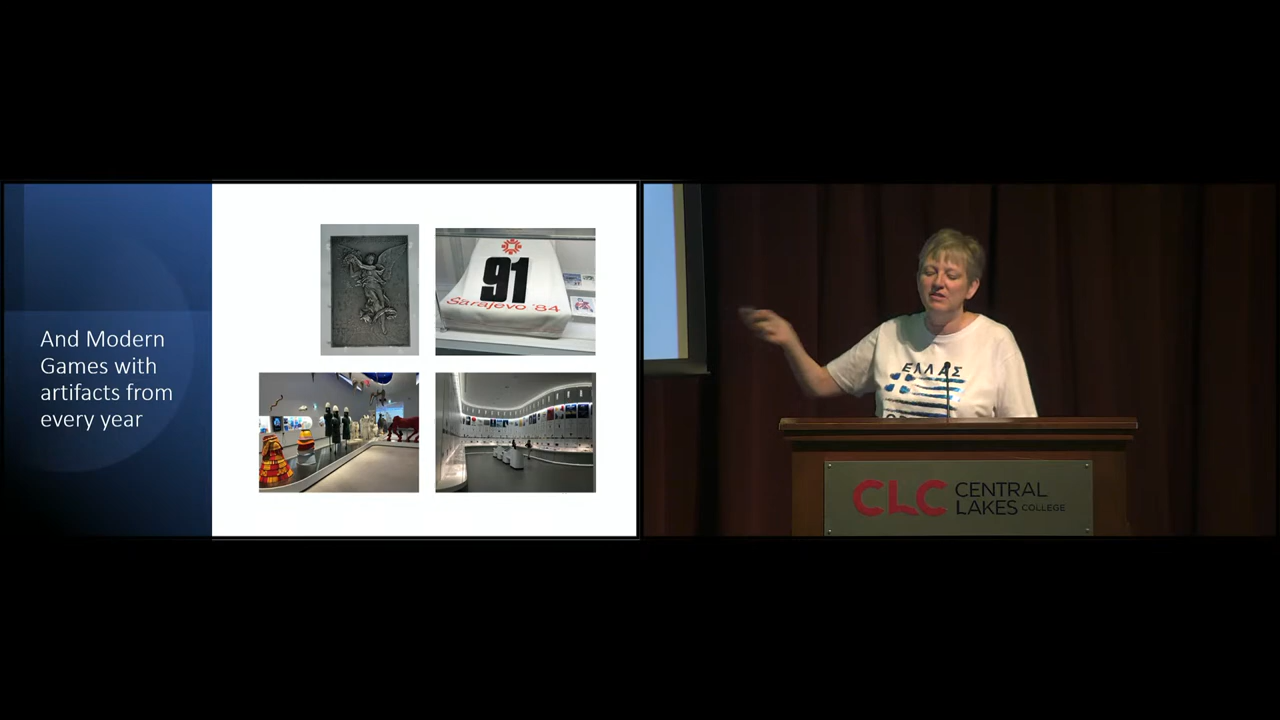 And Modern
Games with
artifacts from
every year
91
Sarajevo '84
ΕΛΛΑΣ
CLC CENTRAL
LAKES COLLEGE